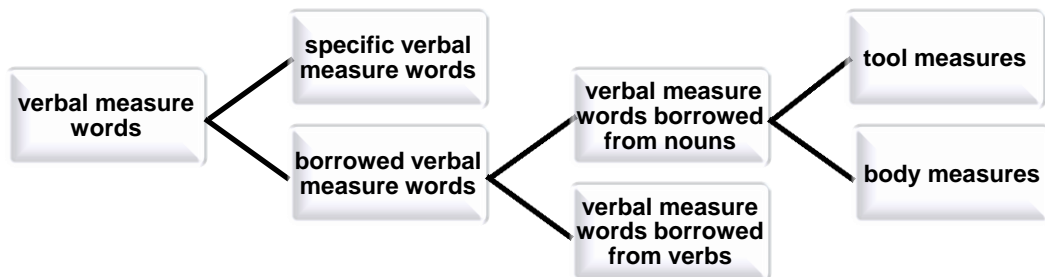 verbal measure
words
specific verbal
measure words
borrowed verbal
measure words
verbal measure
words borrowed
from nouns
verbal measure
words borrowed
from verbs
tool measures
body measures